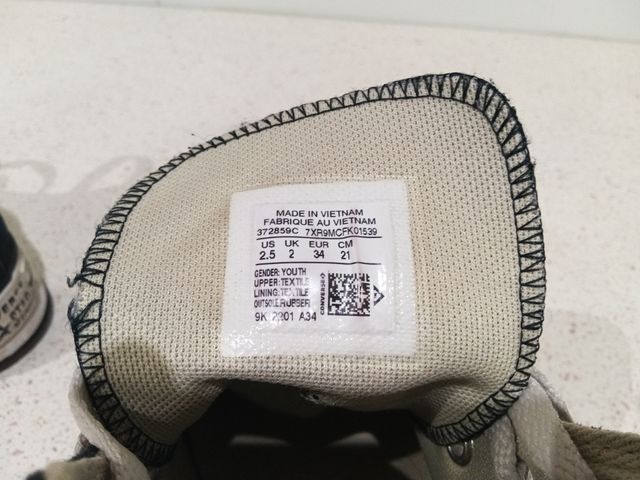 MADE IN VIETNAM
FABRIQUE AU VIETNAM
372859C 7XR9MCFK01539
US UK EUR CM
2.5 2 34 21
GENDER: YOUTH
UPPER: TEXTILE
LINING: TEXTILE
OUTSOLE: RUBBER
9K 2201 A34
CONVERSE